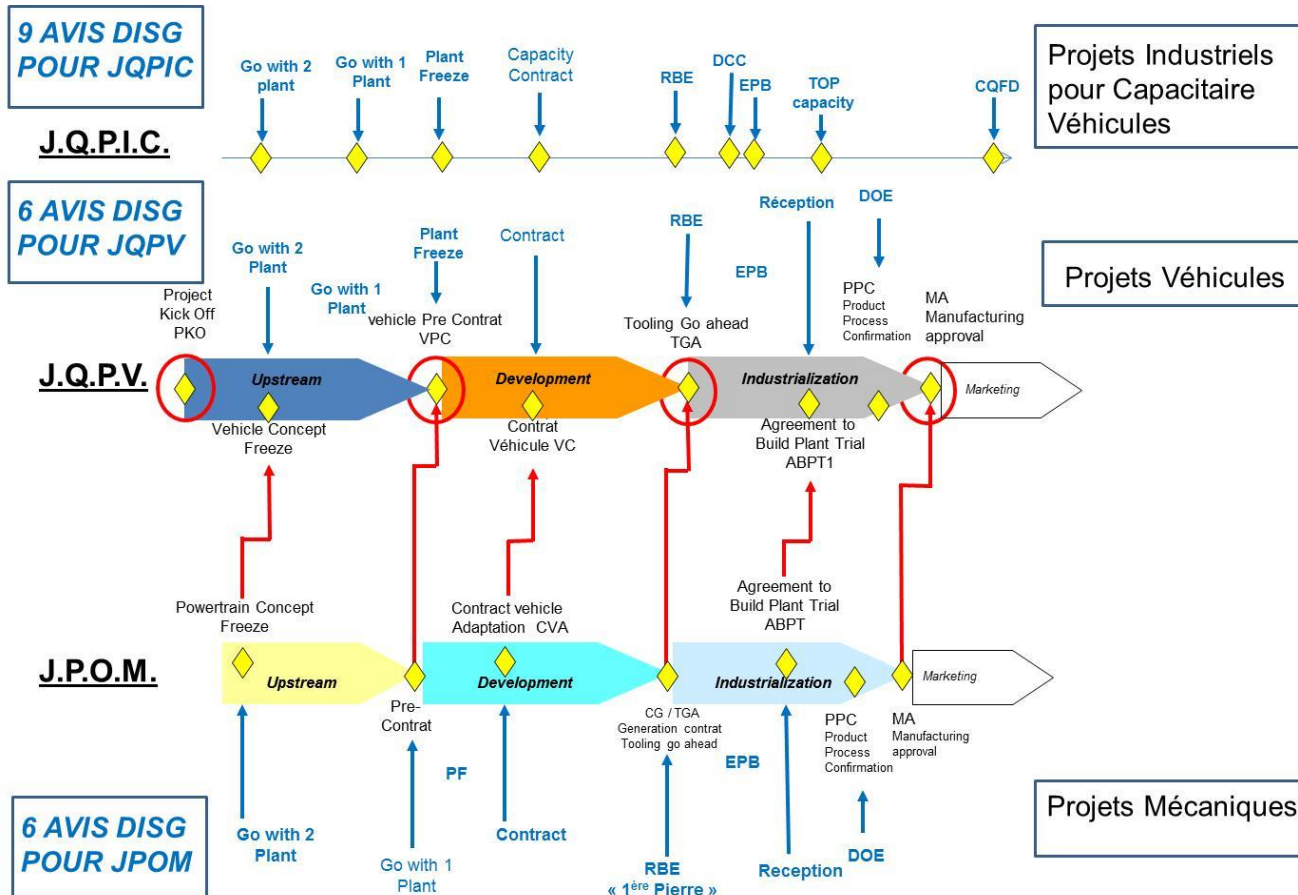 9 AVIS DISG
POUR JQPIC
J.Q.P.I.C.
Go with 2
plant
Go with 1
Plant
Plant
Freeze
Capacity
Contract
RBE
DCC
EPB
TOP
capacity
CQFD
Projets Industriels
pour Capacitaire
Véhicules
6 AVIS DISG
POUR JQPV
Go with 2
Plant
Go with 1
Plant
Plant
Freeze
Contract
RBE
EPB
Réception
DOE
Projets Véhicules
Project
Kick Off
PKO
vehicle Pre Contrat
VPC
Tooling Go ahead
TGA
PPC
Product
Process
Confirmation
MA
Manufacturing
approval
J.Q.P.V.
Upstream
Development
Industrialization
Marketing
Vehicle Concept
Freeze
Contrat
Véhicule VC
Agreement to
Build Plant Trial
ABPT1
Powertrain Concept
Freeze
Contract vehicle
Adaptation CVA
Agreement to
Build Plant Trial
ABPT
J.P.O.M.
Upstream
Development
Industrialization
Marketing
Pre-
Contrat
CG / TGA
Generation contrat
Tooling go ahead
PPC
Product
Process
Confirmation
MA
Manufacturing
approval
PF
EPB
6 AVIS DISG
POUR JPOM
Go with 2
Plant
Go with 1
Plant
Contract
RBE
« 1ère Pierre »
Reception
DOE
Projets Mécaniques